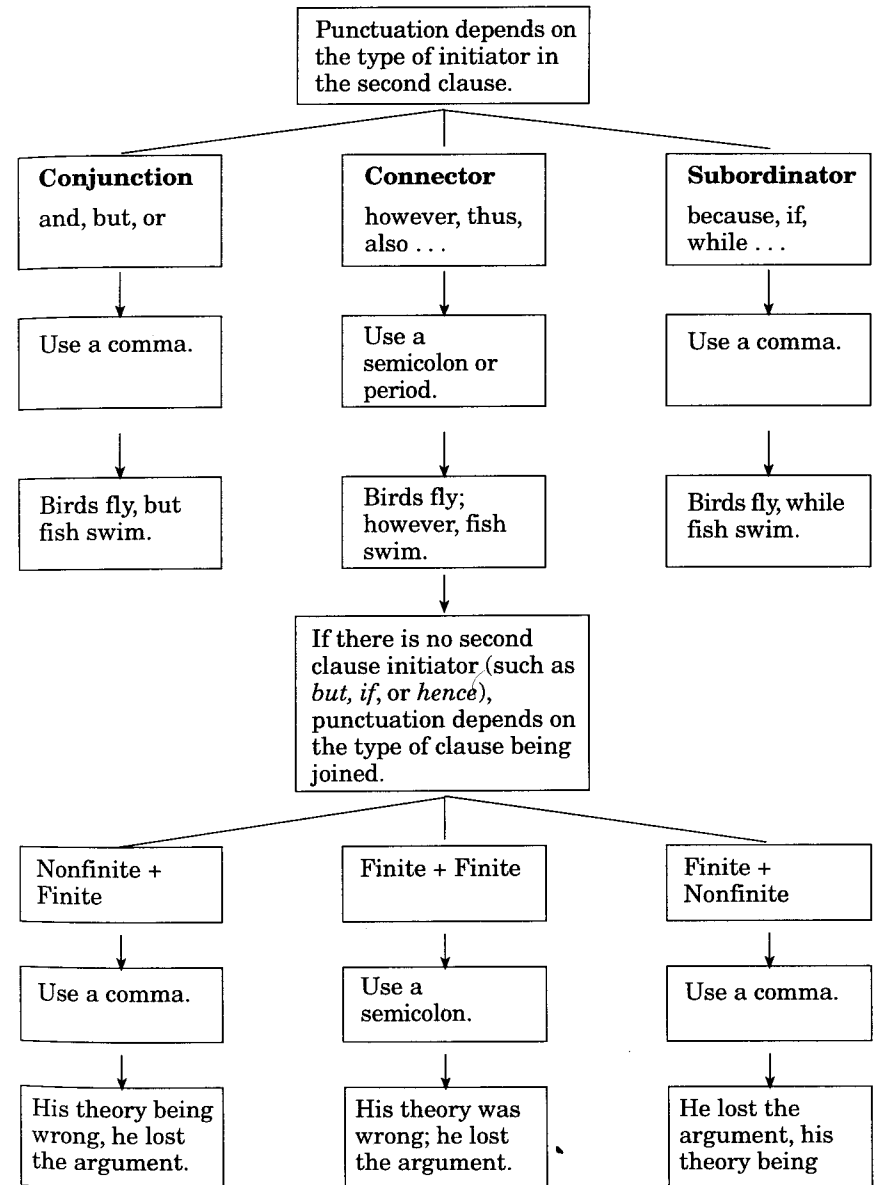 Punctuation depends on
the type of initiator in
the second clause.
Conjunction
and, but, or
Connector
however, thus,
also . . .
Subordinator
because, if,
while . . .
Use a comma.
Use a
semicolon or
period.
Use a comma.
Birds fly, but
fish swim.
Birds fly;
however, fish
swim.
Birds fly, while
fish swim.
If there is no second
clause initiator (such as
but, if, or hence),
punctuation depends on
the type of clause being
joined.
Nonfinite +
Finite
Finite + Finite
Finite +
Nonfinite
Use a comma.
Use a
semicolon.
Use a comma.
His theory being
wrong, he lost
the argument.
His theory was
wrong; he lost
the argument.
He lost the
argument, his
theory being